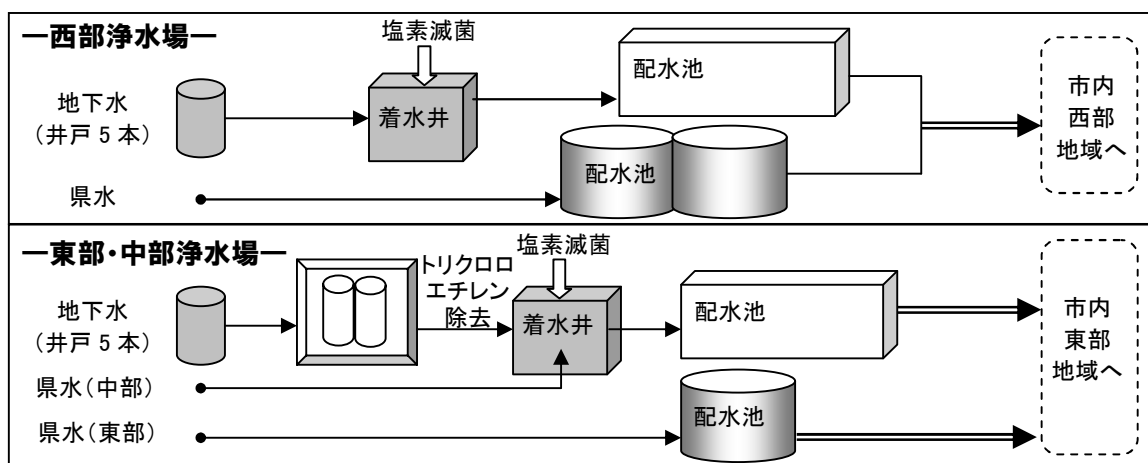 ―西部浄水場―
塩素滅菌
地下水
(井戸5本)
着水井
配水池
配水池
県水
市内
西部
地域へ
―東部・中部浄水場―
塩素滅菌
トリクロロ
エチレン
除去
地下水
(井戸5本)
着水井
配水池
県水(中部)
県水(東部)
配水池
市内
東部
地域へ